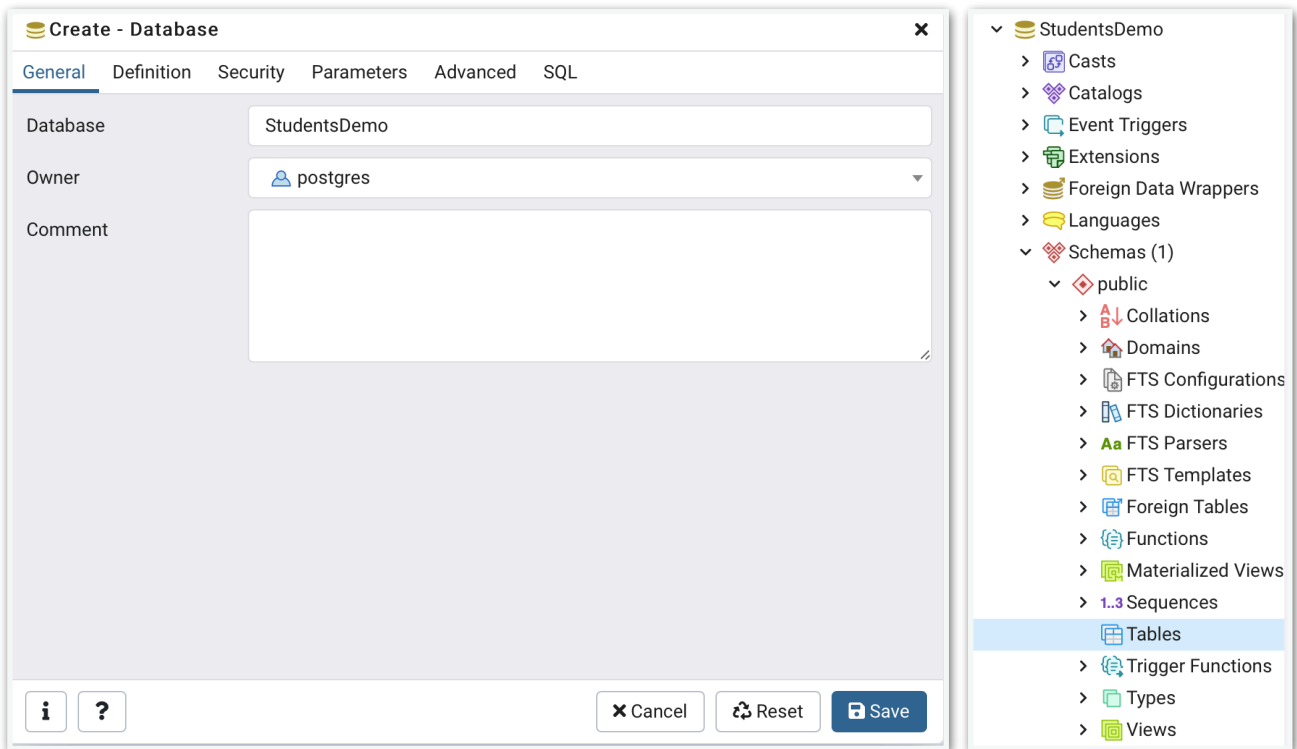 Create - Database
General Definition Security Parameters Advanced SQL
Database StudentsDemo
Owner postgres
Comment
i ? Cancel Reset Save
StudentsDemo
Casts
Catalogs
Event Triggers
Extensions
Foreign Data Wrappers
Languages
Schemas (1)
public
Collations
Domains
FTS Configurations
FTS Dictionaries
Aa FTS Parsers
FTS Templates
Foreign Tables
Functions
Materialized Views
1..3 Sequences
Tables
Trigger Functions
Types
Views